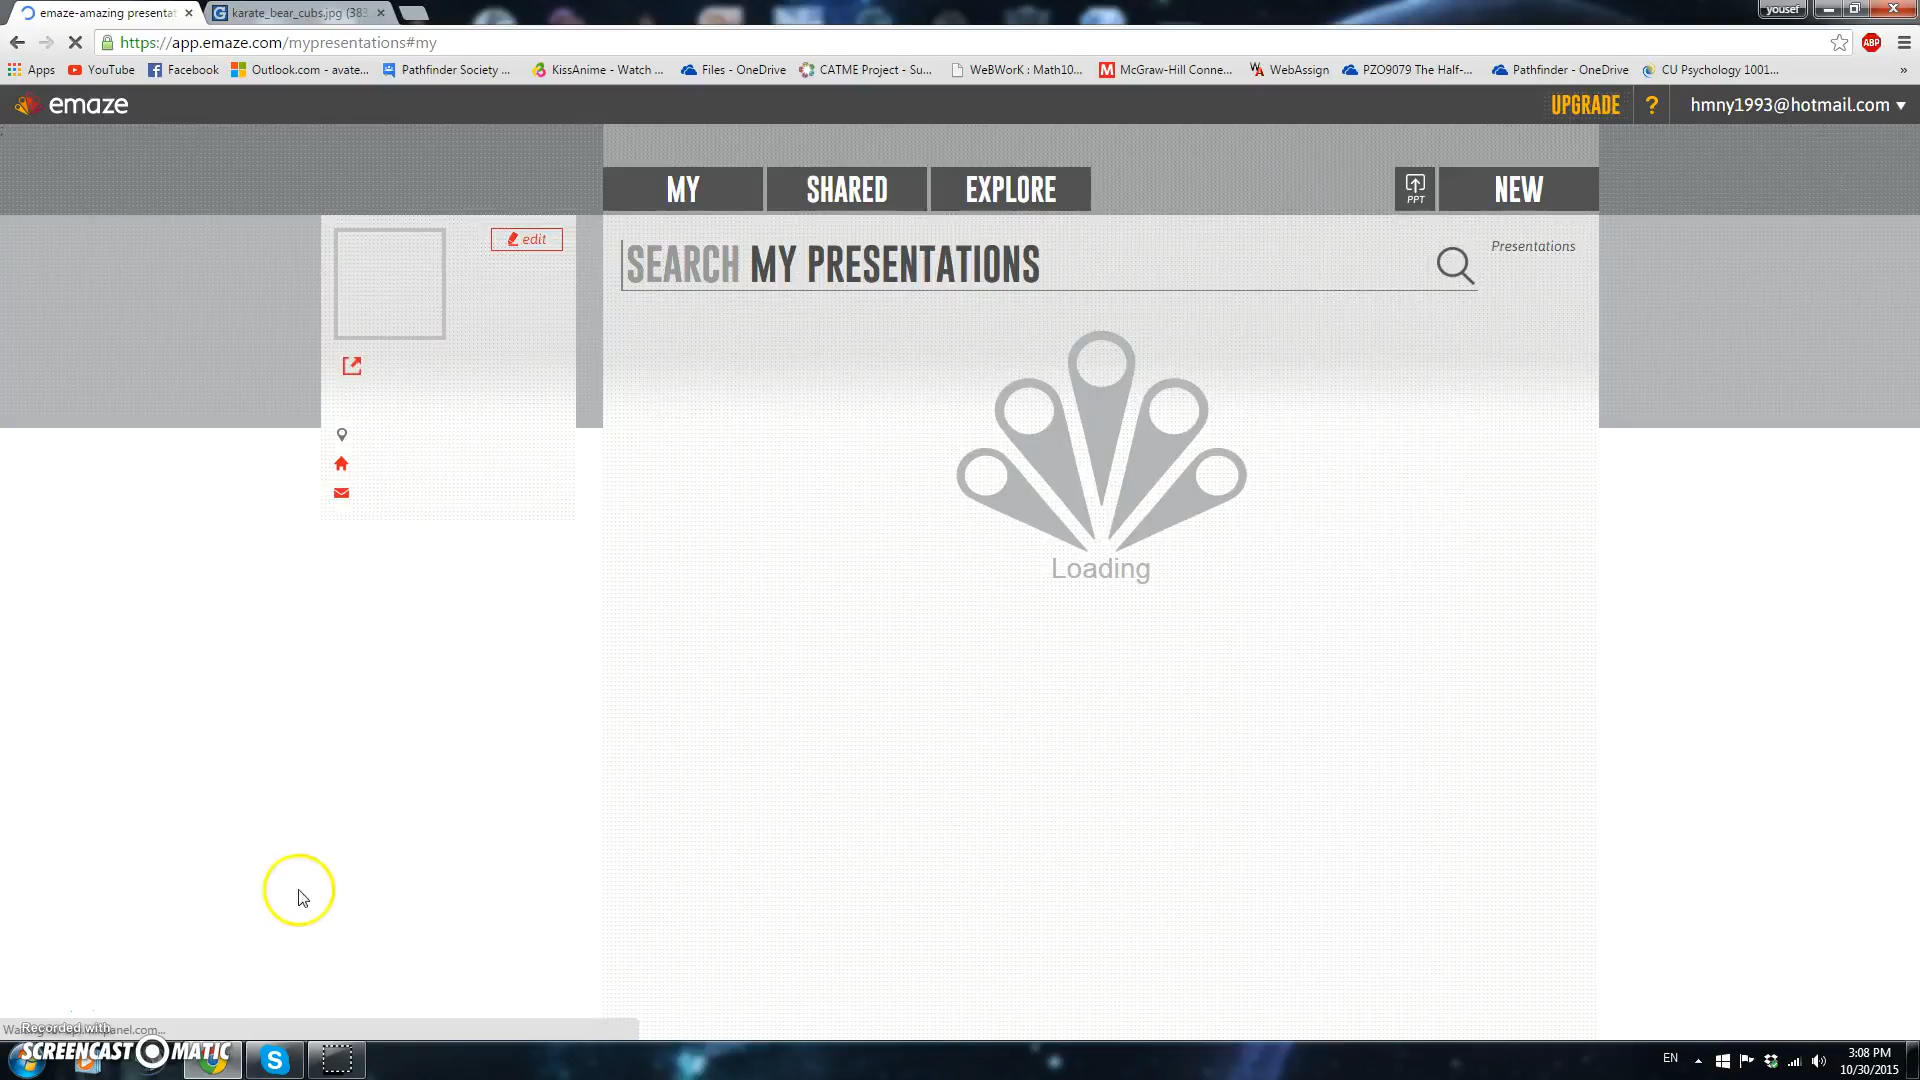 emaze-amazing presentat
karate_bear_cubs.jpg (383
yousef
https://app.emaze.com/mypresentations#my
ABP
Apps
YouTube
Facebook
Outlook.com - avate...
Pathfinder Society ...
KissAnime - Watch ...
Files - OneDrive
CATME Project - Su...
WeBWorK : Math10...
McGraw-Hill Conne...
WebAssign
PZO9079 The Half-...
Pathfinder - OneDrive
CU Psychology 1001...
»
emaze
UPGRADE
?
hmny1993@hotmail.com
MY
SHARED
EXPLORE
PPT
NEW
edit
SEARCH MY PRESENTATIONS
Presentations
Loading
Recorded with
SCREENCAST MATIC
EN
3:08 PM
10/30/2015